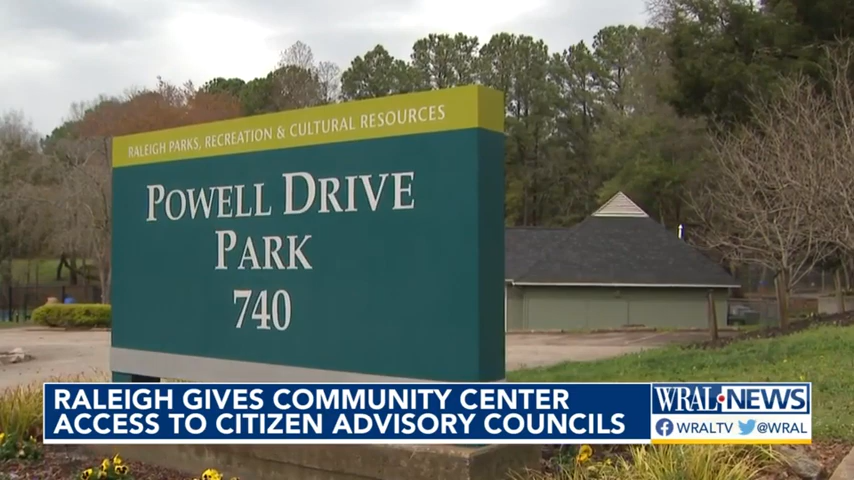 RALEIGH PARKS, RECREATION & CULTURAL RESOURCES
POWELL DRIVE
PARK
740
RALEIGH GIVES COMMUNITY CENTER
ACCESS TO CITIZEN ADVISORY COUNCILS
WRAL NEWS
WRALTV @WRAL